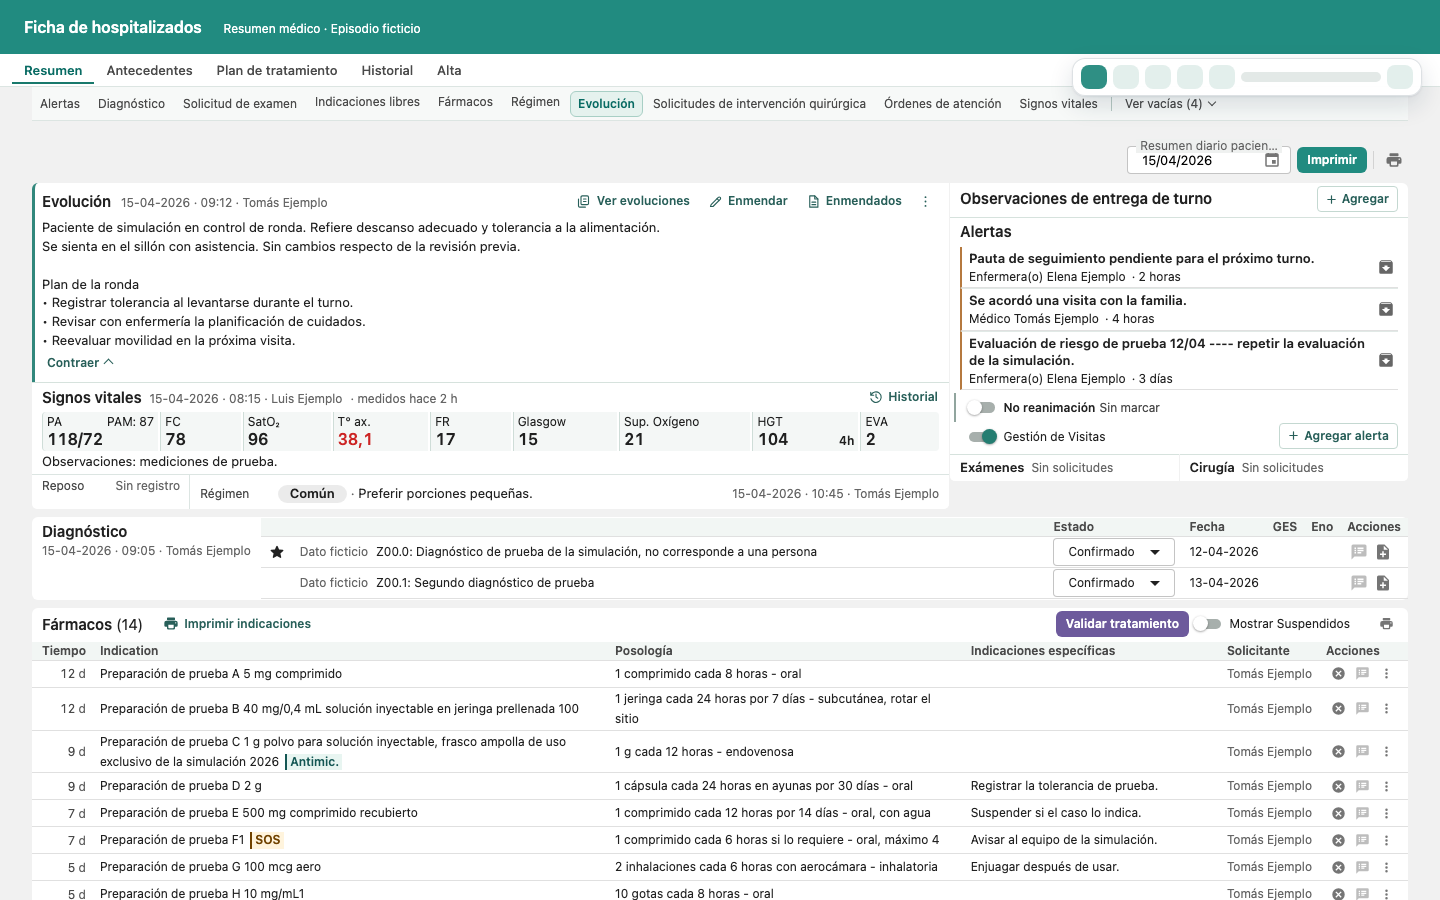 Ficha de hospitalizados
Resumen médico · Episodio ficticio
Resumen
Antecedentes
Plan de tratamiento
Historial
Alta
Alertas
Diagnóstico
Solicitud de examen
Indicaciones libres
Fármacos
Régimen
Evolución
Solicitudes de intervención quirúrgica
Órdenes de atención
Signos vitales
Ver vacías (4)
Resumen diario pacien...
15/04/2026
Imprimir
Evolución 15-04-2026 · 09:12 · Tomás Ejemplo
Ver evoluciones
Enmendar
Enmendados
Paciente de simulación en control de ronda. Refiere descanso adecuado y tolerancia a la alimentación.
Se sienta en el sillón con asistencia. Sin cambios respecto de la revisión previa.
Plan de la ronda
• Registrar tolerancia al levantarse durante el turno.
• Revisar con enfermería la planificación de cuidados.
• Reevaluar movilidad en la próxima visita.
Contraer
Signos vitales 15-04-2026 · 08:15 · Luis Ejemplo · medidos hace 2 h
Historial
PA PAM: 87
118/72
FC
78
SatO₂
96
T° ax.
38,1
FR
17
Glasgow
15
Sup. Oxígeno
21
HGT
104 4h
EVA
2
Observaciones: mediciones de prueba.
Reposo Sin registro
Régimen Común · Preferir porciones pequeñas. 15-04-2026 · 10:45 · Tomás Ejemplo
Observaciones de entrega de turno
Agregar
Alertas
Pauta de seguimiento pendiente para el próximo turno.
Enfermera(o) Elena Ejemplo · 2 horas
Se acordó una visita con la familia.
Médico Tomás Ejemplo · 4 horas
Evaluación de riesgo de prueba 12/04 ---- repetir la evaluación
de la simulación.
Enfermera(o) Elena Ejemplo · 3 días
No reanimación Sin marcar
Gestión de Visitas
Agregar alerta
Exámenes Sin solicitudes
Cirugía Sin solicitudes
Diagnóstico
15-04-2026 · 09:05 · Tomás Ejemplo
Estado Fecha GES Eno Acciones
Dato ficticio Z00.0: Diagnóstico de prueba de la simulación, no corresponde a una persona Confirmado 12-04-2026
Dato ficticio Z00.1: Segundo diagnóstico de prueba Confirmado 13-04-2026
Fármacos (14)
Imprimir indicaciones
Validar tratamiento
Mostrar Suspendidos
Tiempo Indication Posología Indicaciones específicas Solicitante Acciones
12 d Preparación de prueba A 5 mg comprimido 1 comprimido cada 8 horas - oral Tomás Ejemplo
12 d Preparación de prueba B 40 mg/0,4 mL solución inyectable en jeringa prellenada 100 1 jeringa cada 24 horas por 7 días - subcutánea, rotar el
sitio Tomás Ejemplo
9 d Preparación de prueba C 1 g polvo para solución inyectable, frasco ampolla de uso
exclusivo de la simulación 2026 Antimic. 1 g cada 12 horas - endovenosa Tomás Ejemplo
9 d Preparación de prueba D 2 g 1 cápsula cada 24 horas en ayunas por 30 días - oral Registrar la tolerancia de prueba. Tomás Ejemplo
7 d Preparación de prueba E 500 mg comprimido recubierto 1 comprimido cada 12 horas por 14 días - oral, con agua Suspender si el caso lo indica. Tomás Ejemplo
7 d Preparación de prueba F1 SOS 1 comprimido cada 6 horas si lo requiere - oral, máximo 4 Avisar al equipo de la simulación. Tomás Ejemplo
5 d Preparación de prueba G 100 mcg aero 2 inhalaciones cada 6 horas con aerocámara - inhalatoria Enjuagar después de usar. Tomás Ejemplo
5 d Preparación de prueba H 10 mg/mL1 10 gotas cada 8 horas - oral Tomás Ejemplo